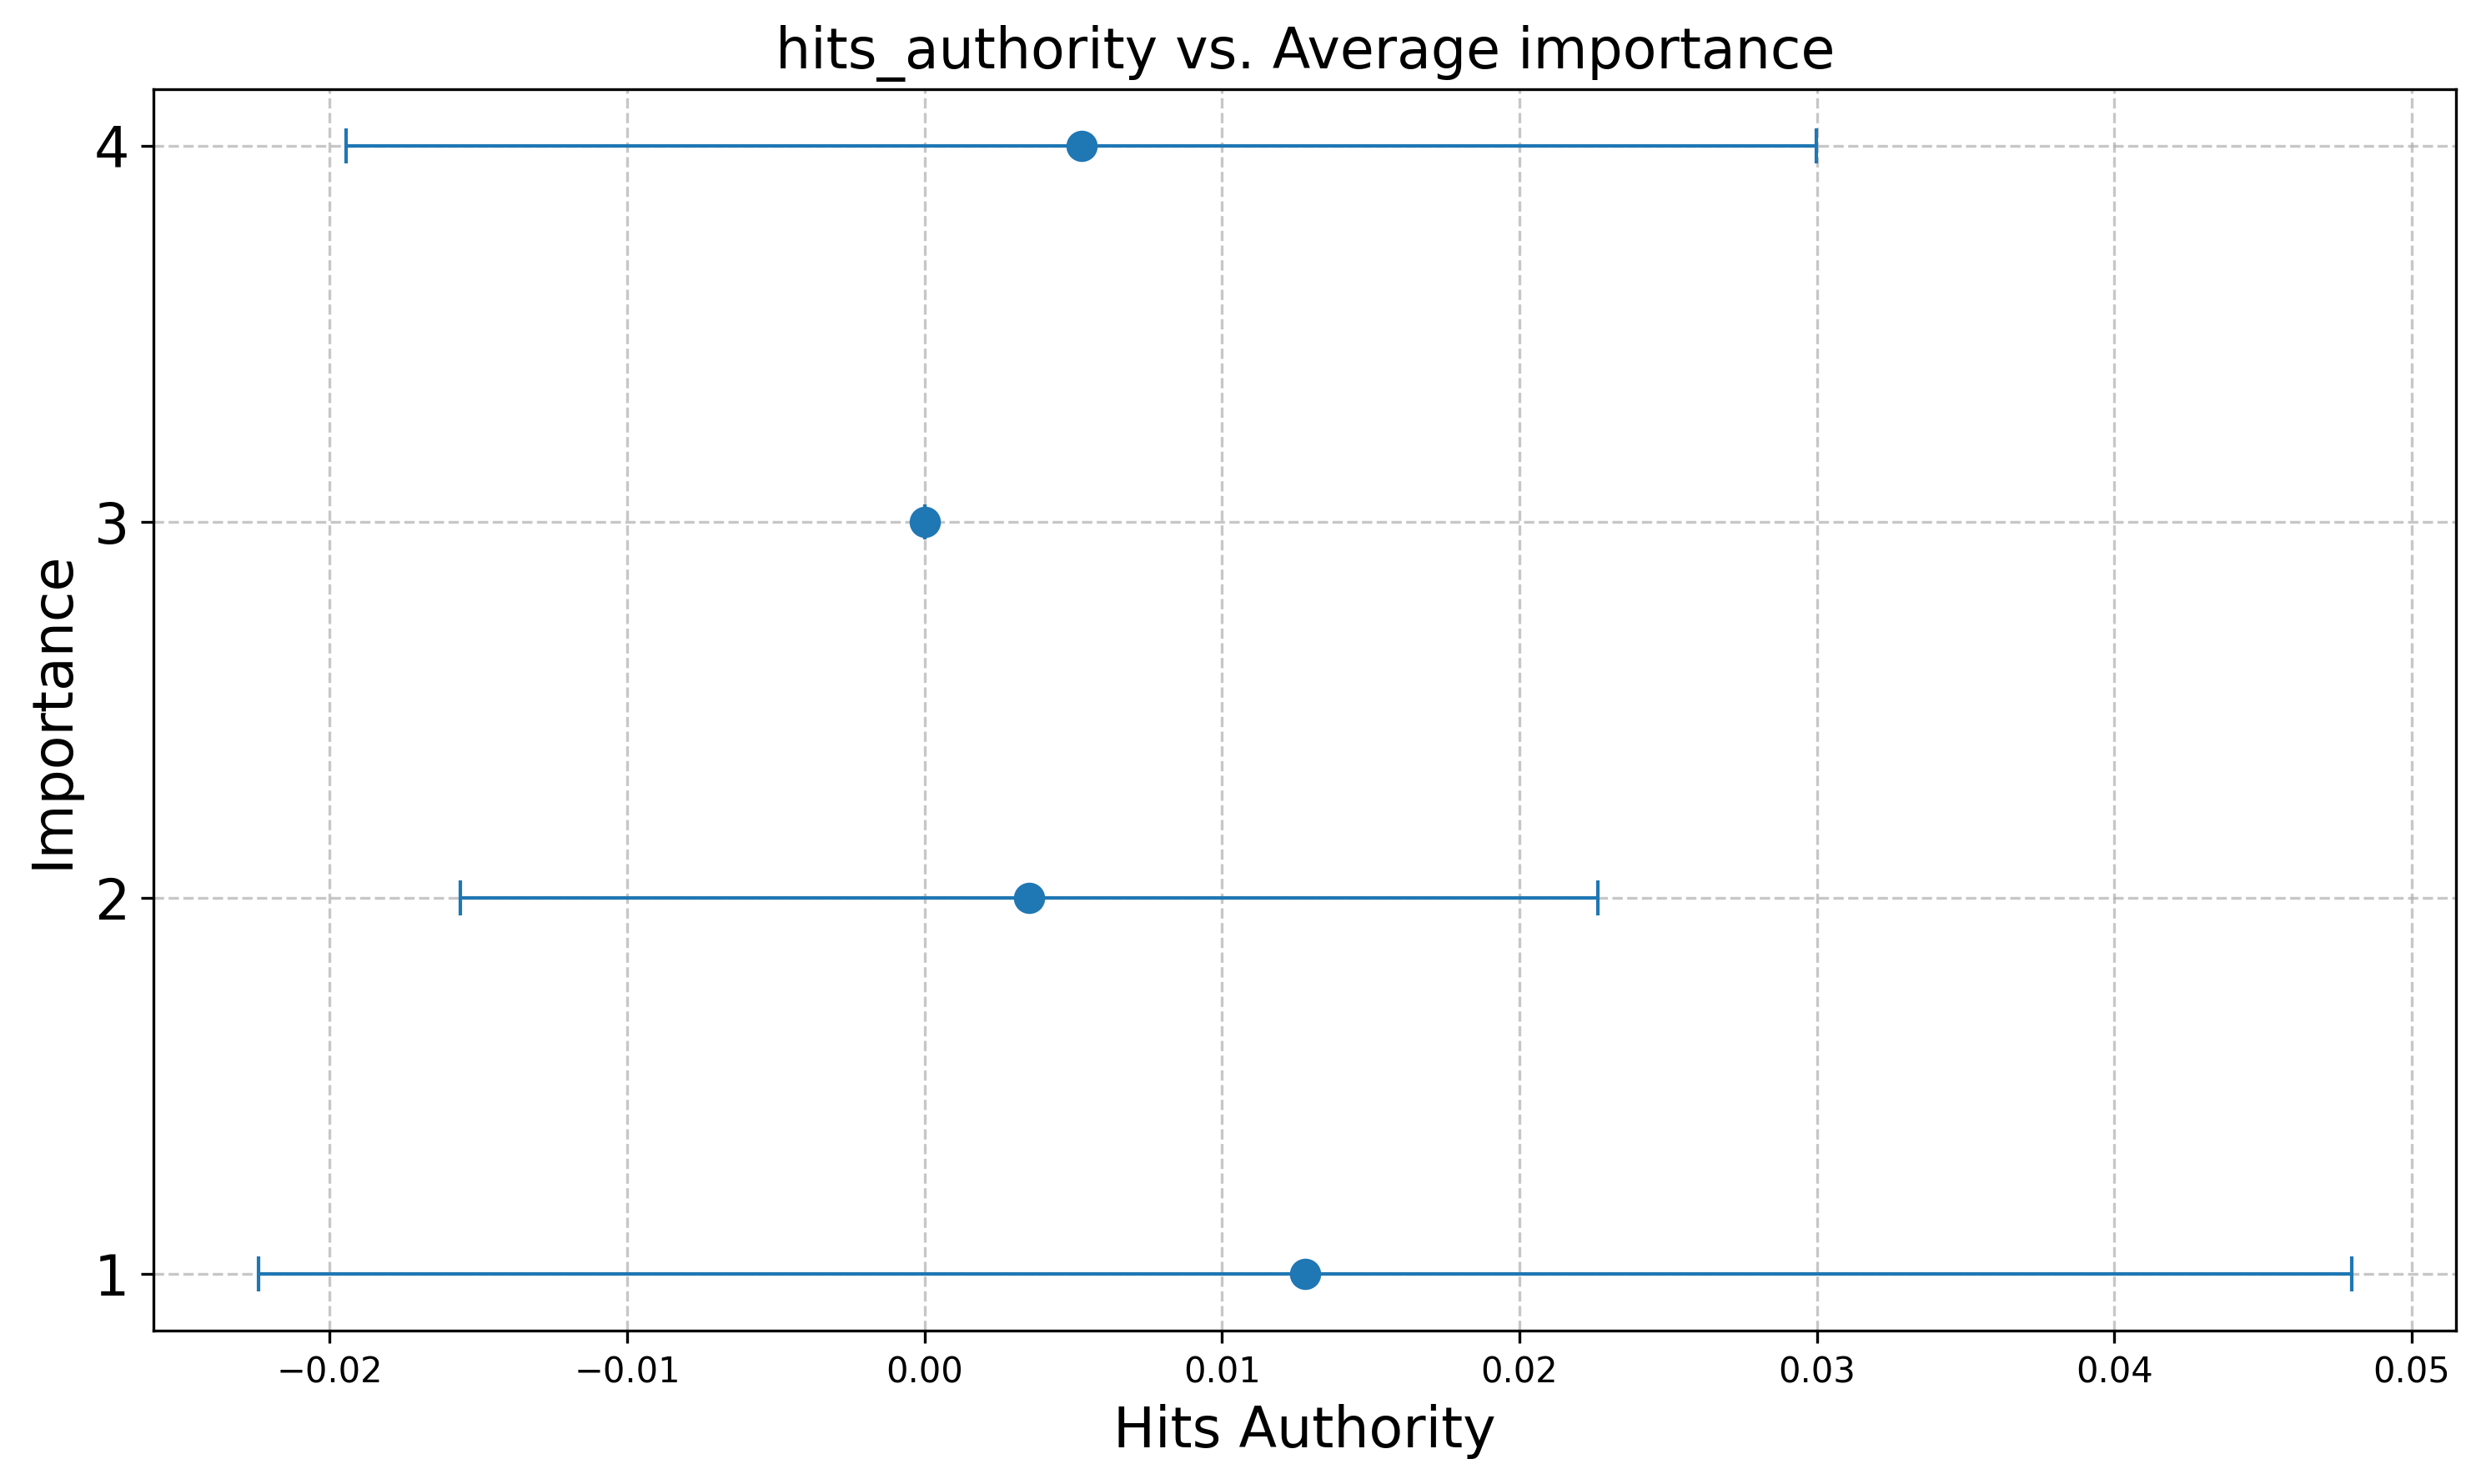 hits_authority vs. Average importance
Importance
4
3
2
1
−0.02 −0.01 0.00 0.01 0.02 0.03 0.04 0.05
Hits Authority